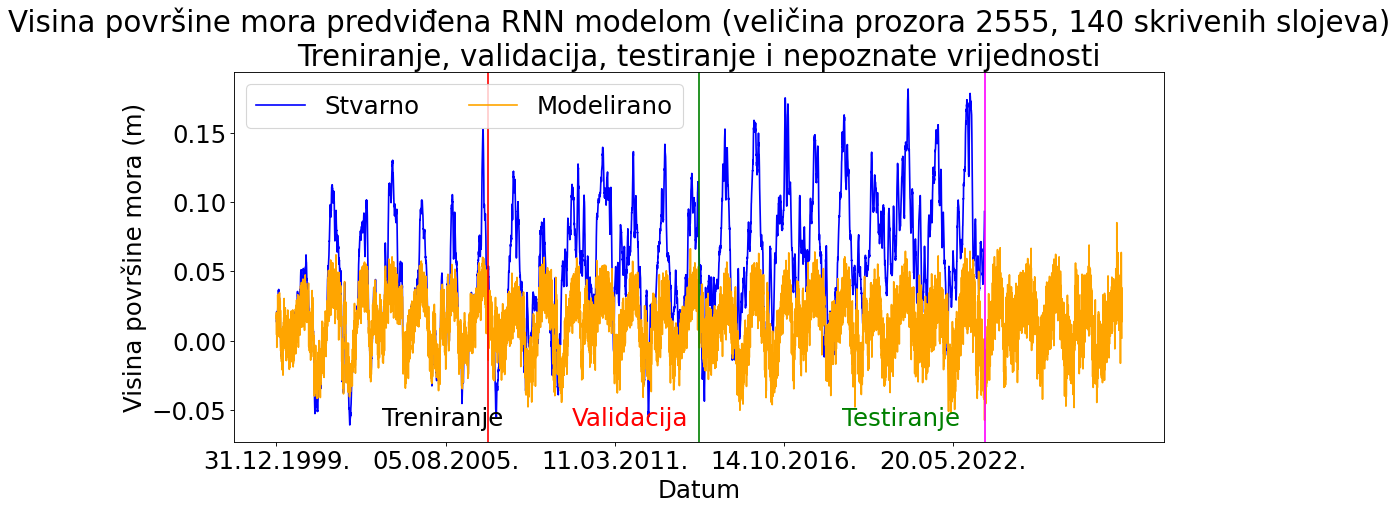 Visina površine mora predviđena RNN modelom (veličina prozora 2555, 140 skrivenih slojeva)
Treniranje, validacija, testiranje i nepoznate vrijednosti
Stvarno Modelirano
Visina površine mora (m)
0.15
0.10
0.05
0.00
−0.05
Treniranje Validacija Testiranje
31.12.1999. 05.08.2005. 11.03.2011. 14.10.2016. 20.05.2022.
Datum